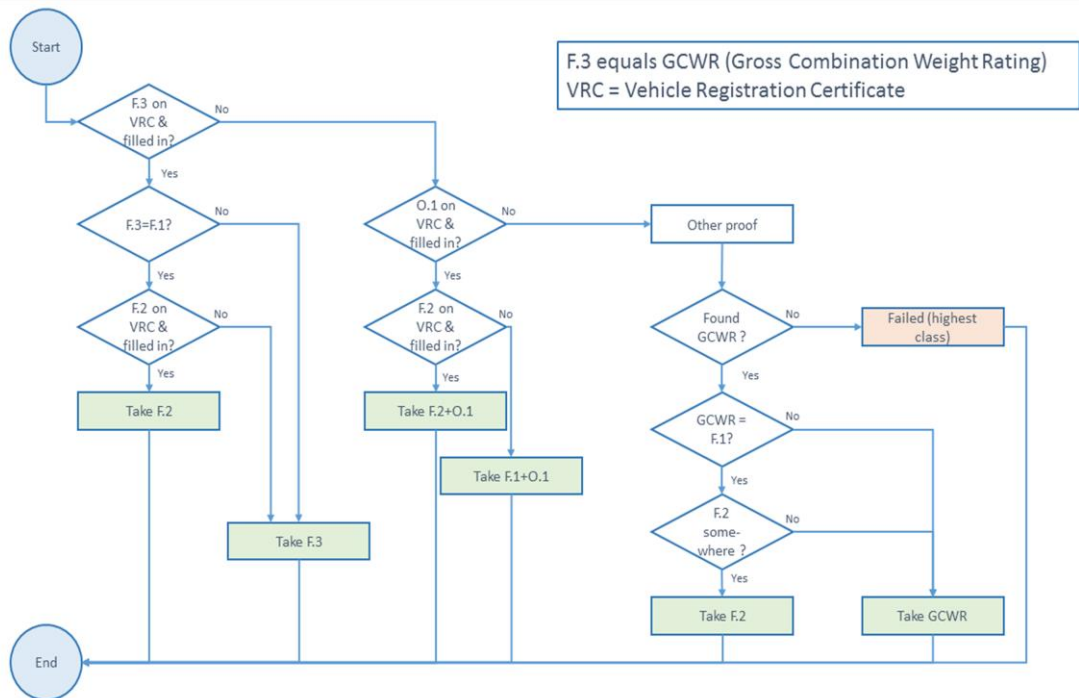 Start
F.3 equals GCWR (Gross Combination Weight Rating)
VRC = Vehicle Registration Certificate
F.3 on
VRC &
filled in?
No
Yes
F.3=F.1?
No
Yes
F.2 on
VRC &
filled in?
No
Yes
Take F.2
Take F.3
O.1 on
VRC &
filled in?
No
Yes
F.2 on
VRC &
filled in?
No
Yes
Take F.2+O.1
Take F.1+O.1
Other proof
Found
GCWR ?
No
Failed (highest
class)
Yes
GCWR =
F.1?
No
Yes
F.2
some-
where ?
No
Yes
Take F.2
Take GCWR
End